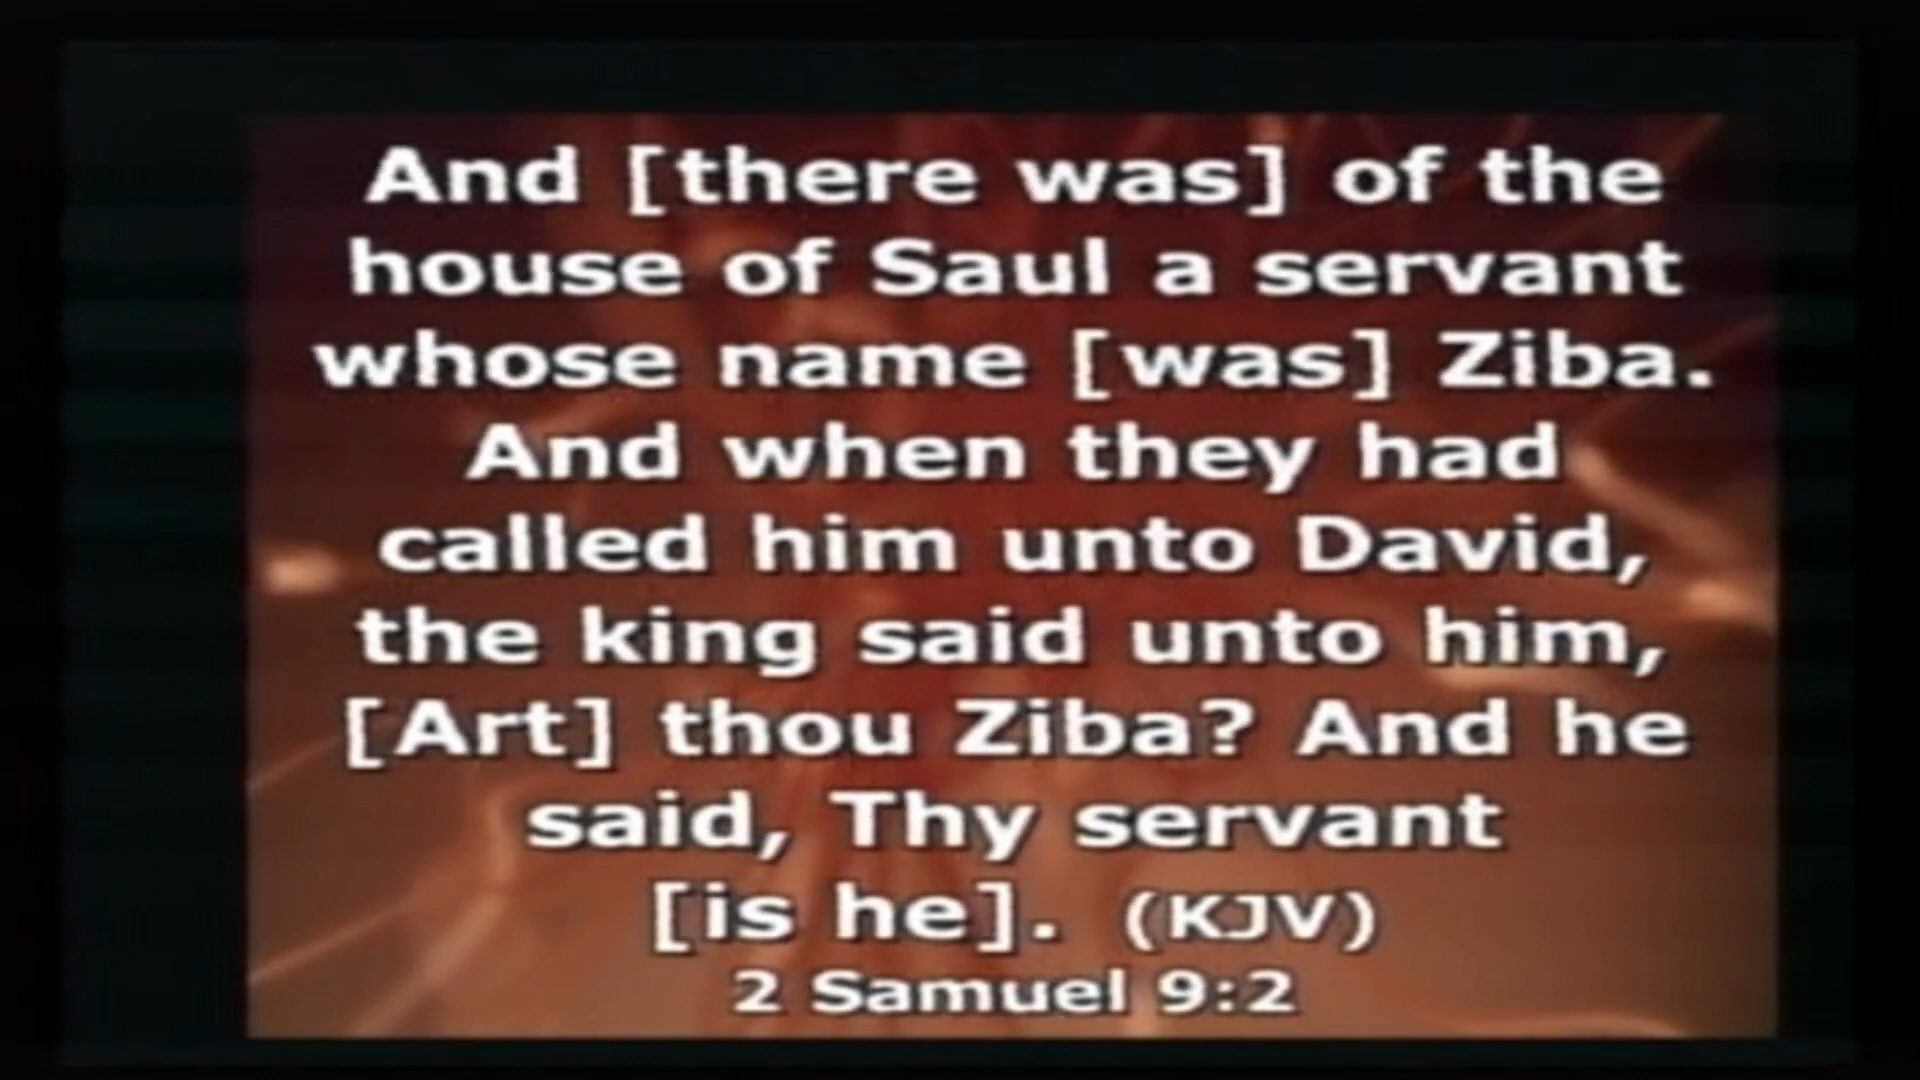 And [there was] of the
house of Saul a servant
whose name [was] Ziba.
And when they had
called him unto David,
the king said unto him,
[Art] thou Ziba? And he
said, Thy servant
[is he]. (KJV)
2 Samuel 9:2